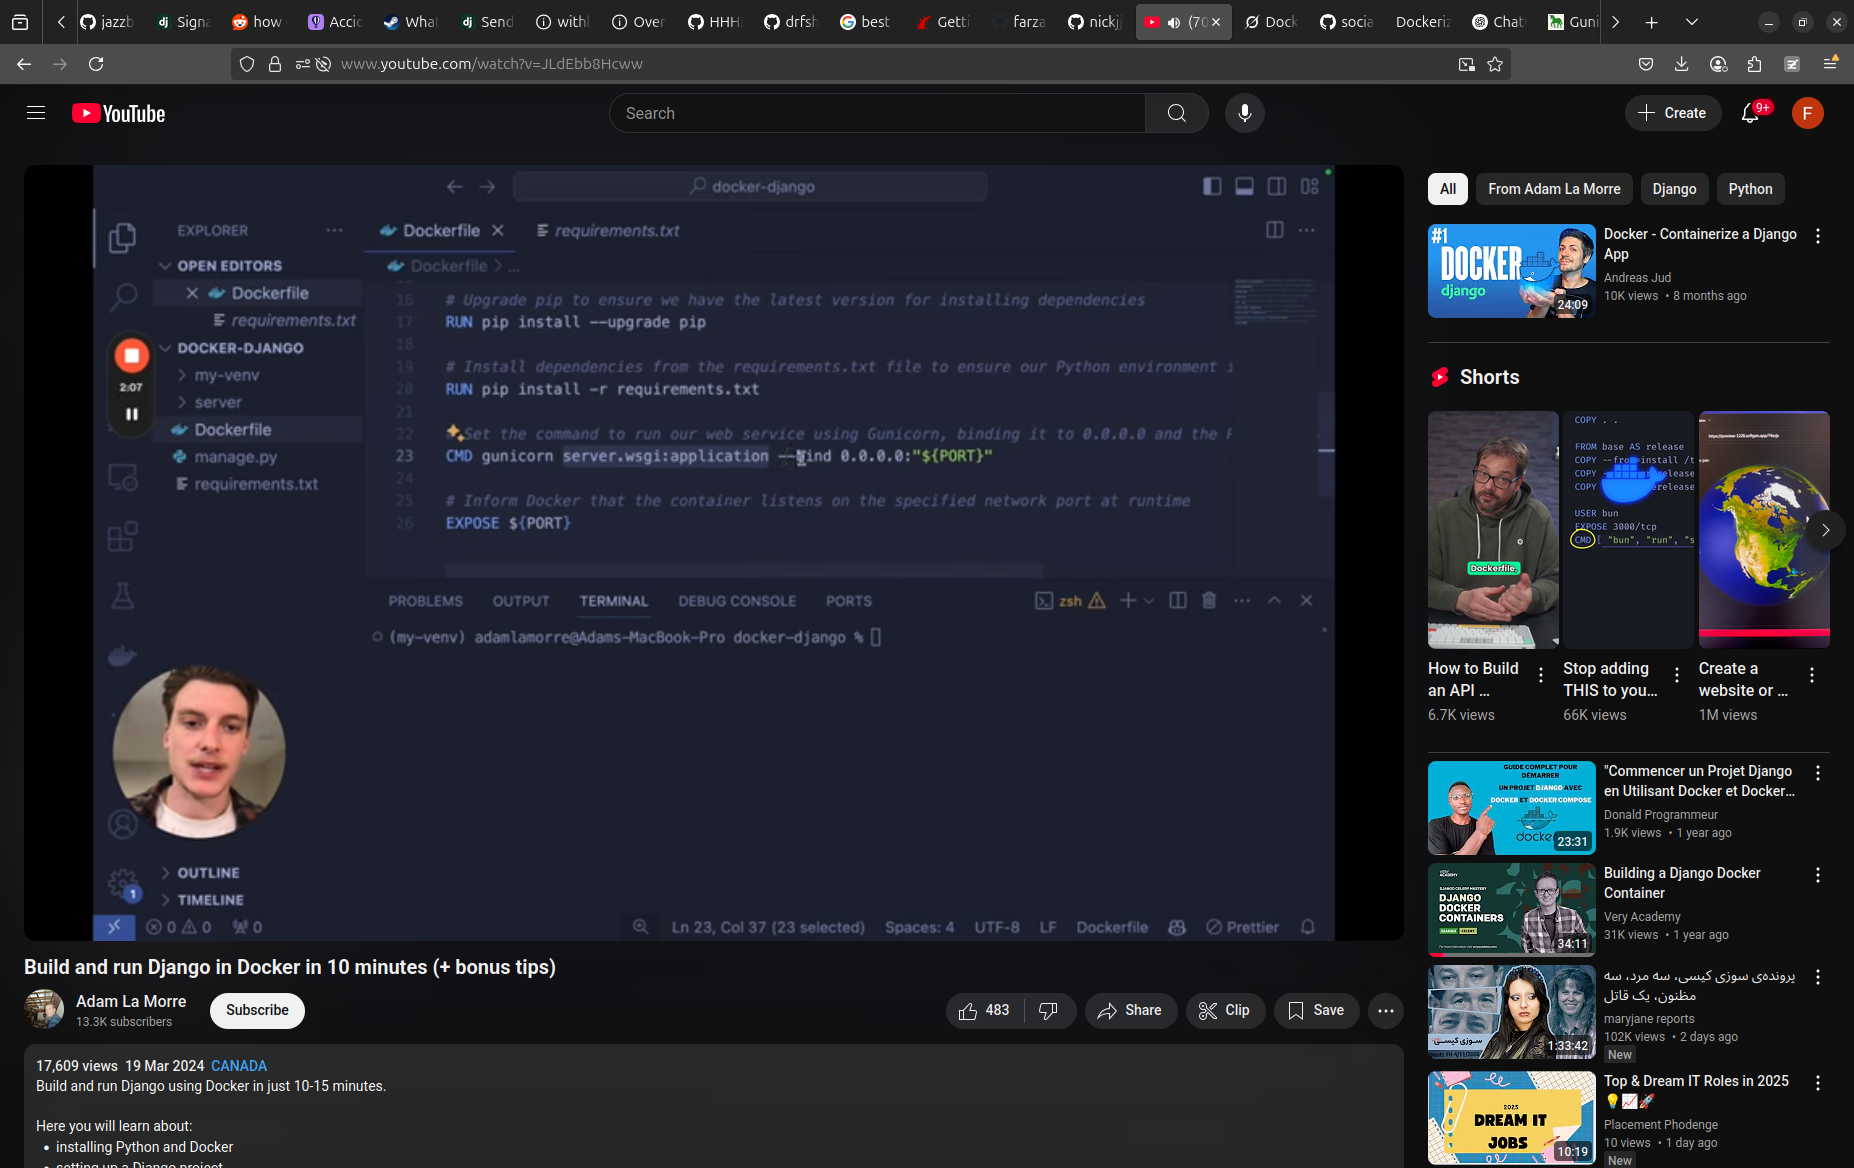 jazzb
Signa
how
Accid
What
Send
withl
Over
HHHH
drfsh
best
Getti
farza
nickjj
(70
Dock
socia
Dockeriz
Chat
Guni
www.youtube.com/watch?v=JLdEbb8Hcww
YouTube
Search
Create
9+
F
docker-django
EXPLORER
Dockerfile
requirements.txt
OPEN EDITORS
Dockerfile > ...
Dockerfile
requirements.txt
DOCKER-DJANGO
my-venv
server
Dockerfile
manage.py
requirements.txt
2:07
16 # Upgrade pip to ensure we have the latest version for installing dependencies
17 RUN pip install --upgrade pip
18
19 # Install dependencies from the requirements.txt file to ensure our Python environment i
20 RUN pip install -r requirements.txt
21
22 Set the command to run our web service using Gunicorn, binding it to 0.0.0.0 and the P
23 CMD gunicorn server.wsgi:application --bind 0.0.0.0:"${PORT}"
24
25 # Inform Docker that the container listens on the specified network port at runtime
26 EXPOSE ${PORT}
PROBLEMS OUTPUT TERMINAL DEBUG CONSOLE PORTS
zsh
(my-venv) adamlamorre@Adams-MacBook-Pro docker-django %
OUTLINE
TIMELINE
1
0 0 0
Ln 23, Col 37 (23 selected) Spaces: 4 UTF-8 LF Dockerfile Prettier
Build and run Django in Docker in 10 minutes (+ bonus tips)
Adam La Morre
13.3K subscribers
Subscribe
483
Share
Clip
Save
17,609 views 19 Mar 2024 CANADA
Build and run Django using Docker in just 10-15 minutes.
Here you will learn about:
• installing Python and Docker
• setting up a Django project
All
From Adam La Morre
Django
Python
#1
DOCKER
django
24:09
Docker - Containerize a Django
App
Andreas Jud
10K views • 8 months ago
Shorts
Dockerfile,
COPY . .
FROM base AS release
COPY --from install /t
COPY release
COPY erelease
USER bun
EXPOSE 3000/tcp
CMD [ "bun", "run", "s
How to Build
an API ...
6.7K views
Stop adding
THIS to you...
66K views
Create a
website or ...
1M views
GUIDE COMPLET POUR
DÉMARRER
UN PROJET DJANGO AVEC
DOCKER ET DOCKER COMPOSE
docker
23:31
"Commencer un Projet Django
en Utilisant Docker et Docker...
Donald Programmeur
1.9K views • 1 year ago
DJANGO CELERY MASTERY
DJANGO
DOCKER
CONTAINERS
DJANGO CELERY
34:11
Building a Django Docker
Container
Very Academy
31K views • 1 year ago
سوزی کیسی
1:33:42
پرونده‌ی سوزی کیسی، سه مرد، سه
مظنون، یک قاتل
maryjane reports
102K views • 2 days ago
New
2025
DREAM IT
JOBS
10:19
Top & Dream IT Roles in 2025
💡📈🚀
Placement Phodenge
10 views • 1 day ago
New